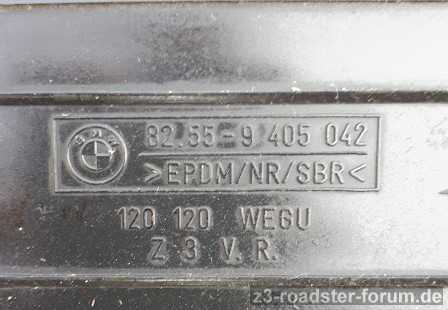 BMW
82.55-9 405 042
>EPDM/NR/SBR<
120 120 WEGU
Z 3 V. R.
z3-roadster-forum.de